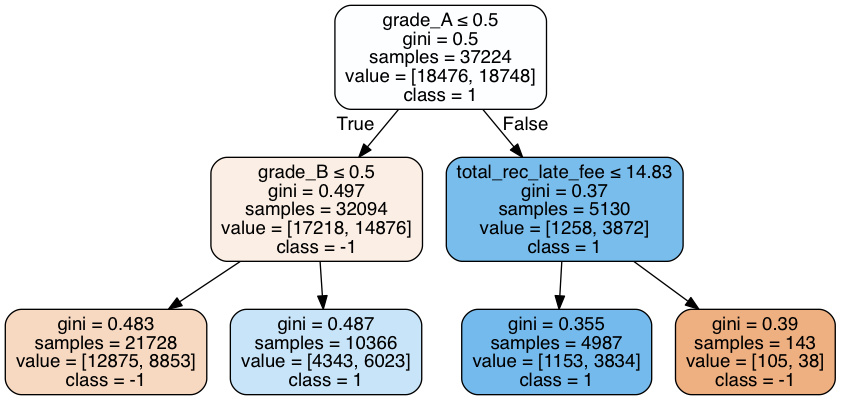 grade_A ≤ 0.5
gini = 0.5
samples = 37224
value = [18476, 18748]
class = 1
True
False
grade_B ≤ 0.5
gini = 0.497
samples = 32094
value = [17218, 14876]
class = -1
total_rec_late_fee ≤ 14.83
gini = 0.37
samples = 5130
value = [1258, 3872]
class = 1
gini = 0.483
samples = 21728
value = [12875, 8853]
class = -1
gini = 0.487
samples = 10366
value = [4343, 6023]
class = 1
gini = 0.355
samples = 4987
value = [1153, 3834]
class = 1
gini = 0.39
samples = 143
value = [105, 38]
class = -1